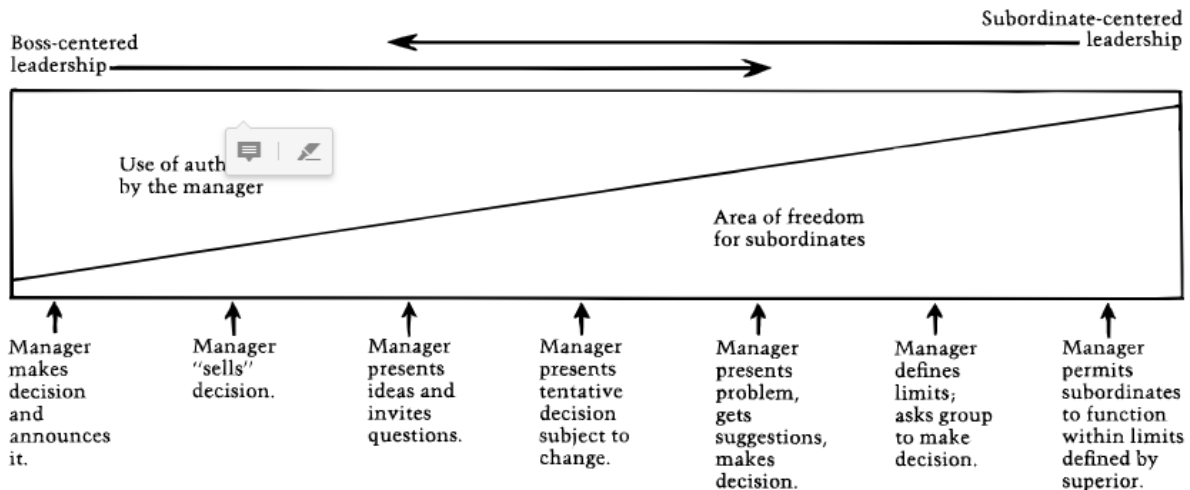 Boss-centered
leadership
Subordinate-centered
leadership
Use of auth
by the manager
Area of freedom
for subordinates
Manager
makes
decision
and
announces
it.
Manager
“sells”
decision.
Manager
presents
ideas and
invites
questions.
Manager
presents
tentative
decision
subject to
change.
Manager
presents
problem,
gets
suggestions,
makes
decision.
Manager
defines
limits;
asks group
to make
decision.
Manager
permits
subordinates
to function
within limits
defined by
superior.